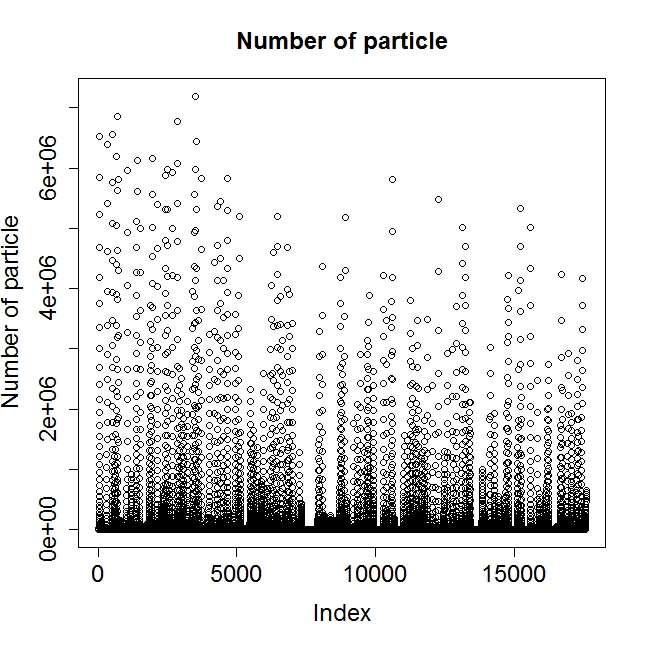 Number of particle
Number of particle
6e+06
4e+06
2e+06
0e+00
0
5000
10000
15000
Index